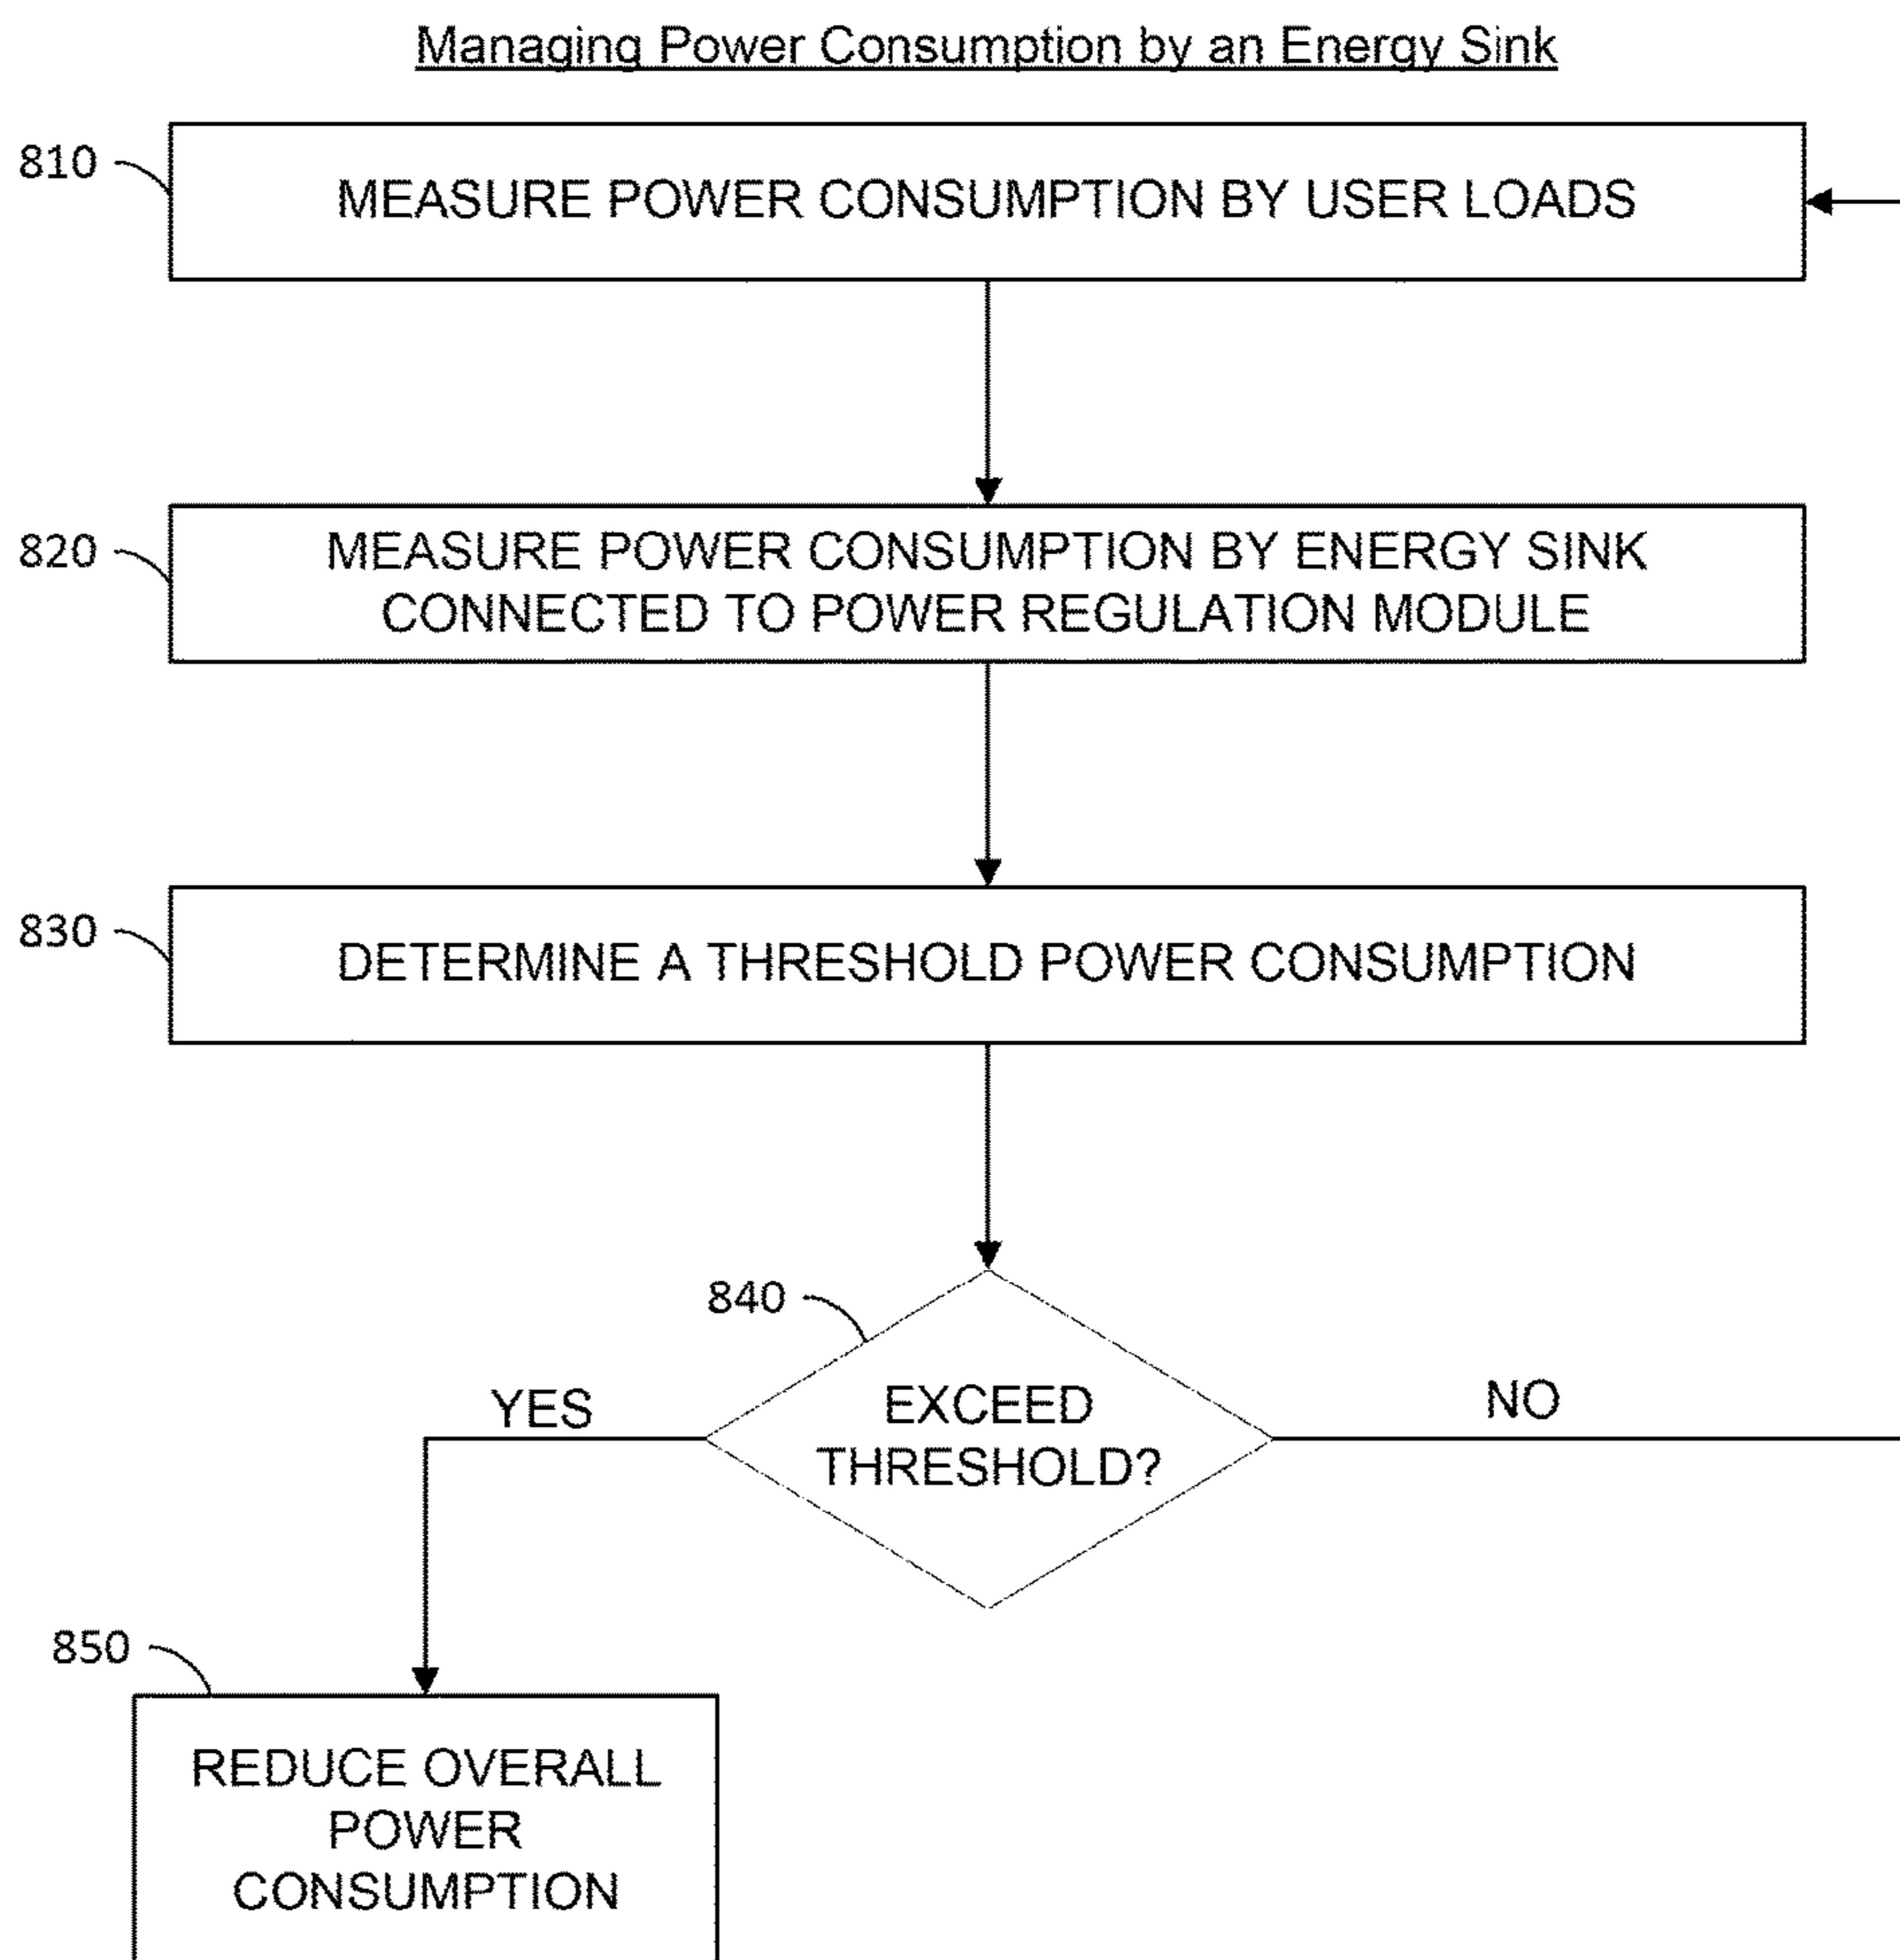 Managing Power Consumption by an Energy Sink
810
MEASURE POWER CONSUMPTION BY USER LOADS
820
MEASURE POWER CONSUMPTION BY ENERGY SINK
CONNECTED TO POWER REGULATION MODULE
830
DETERMINE A THRESHOLD POWER CONSUMPTION
840
EXCEED
THRESHOLD?
YES
NO
850
REDUCE OVERALL
POWER
CONSUMPTION